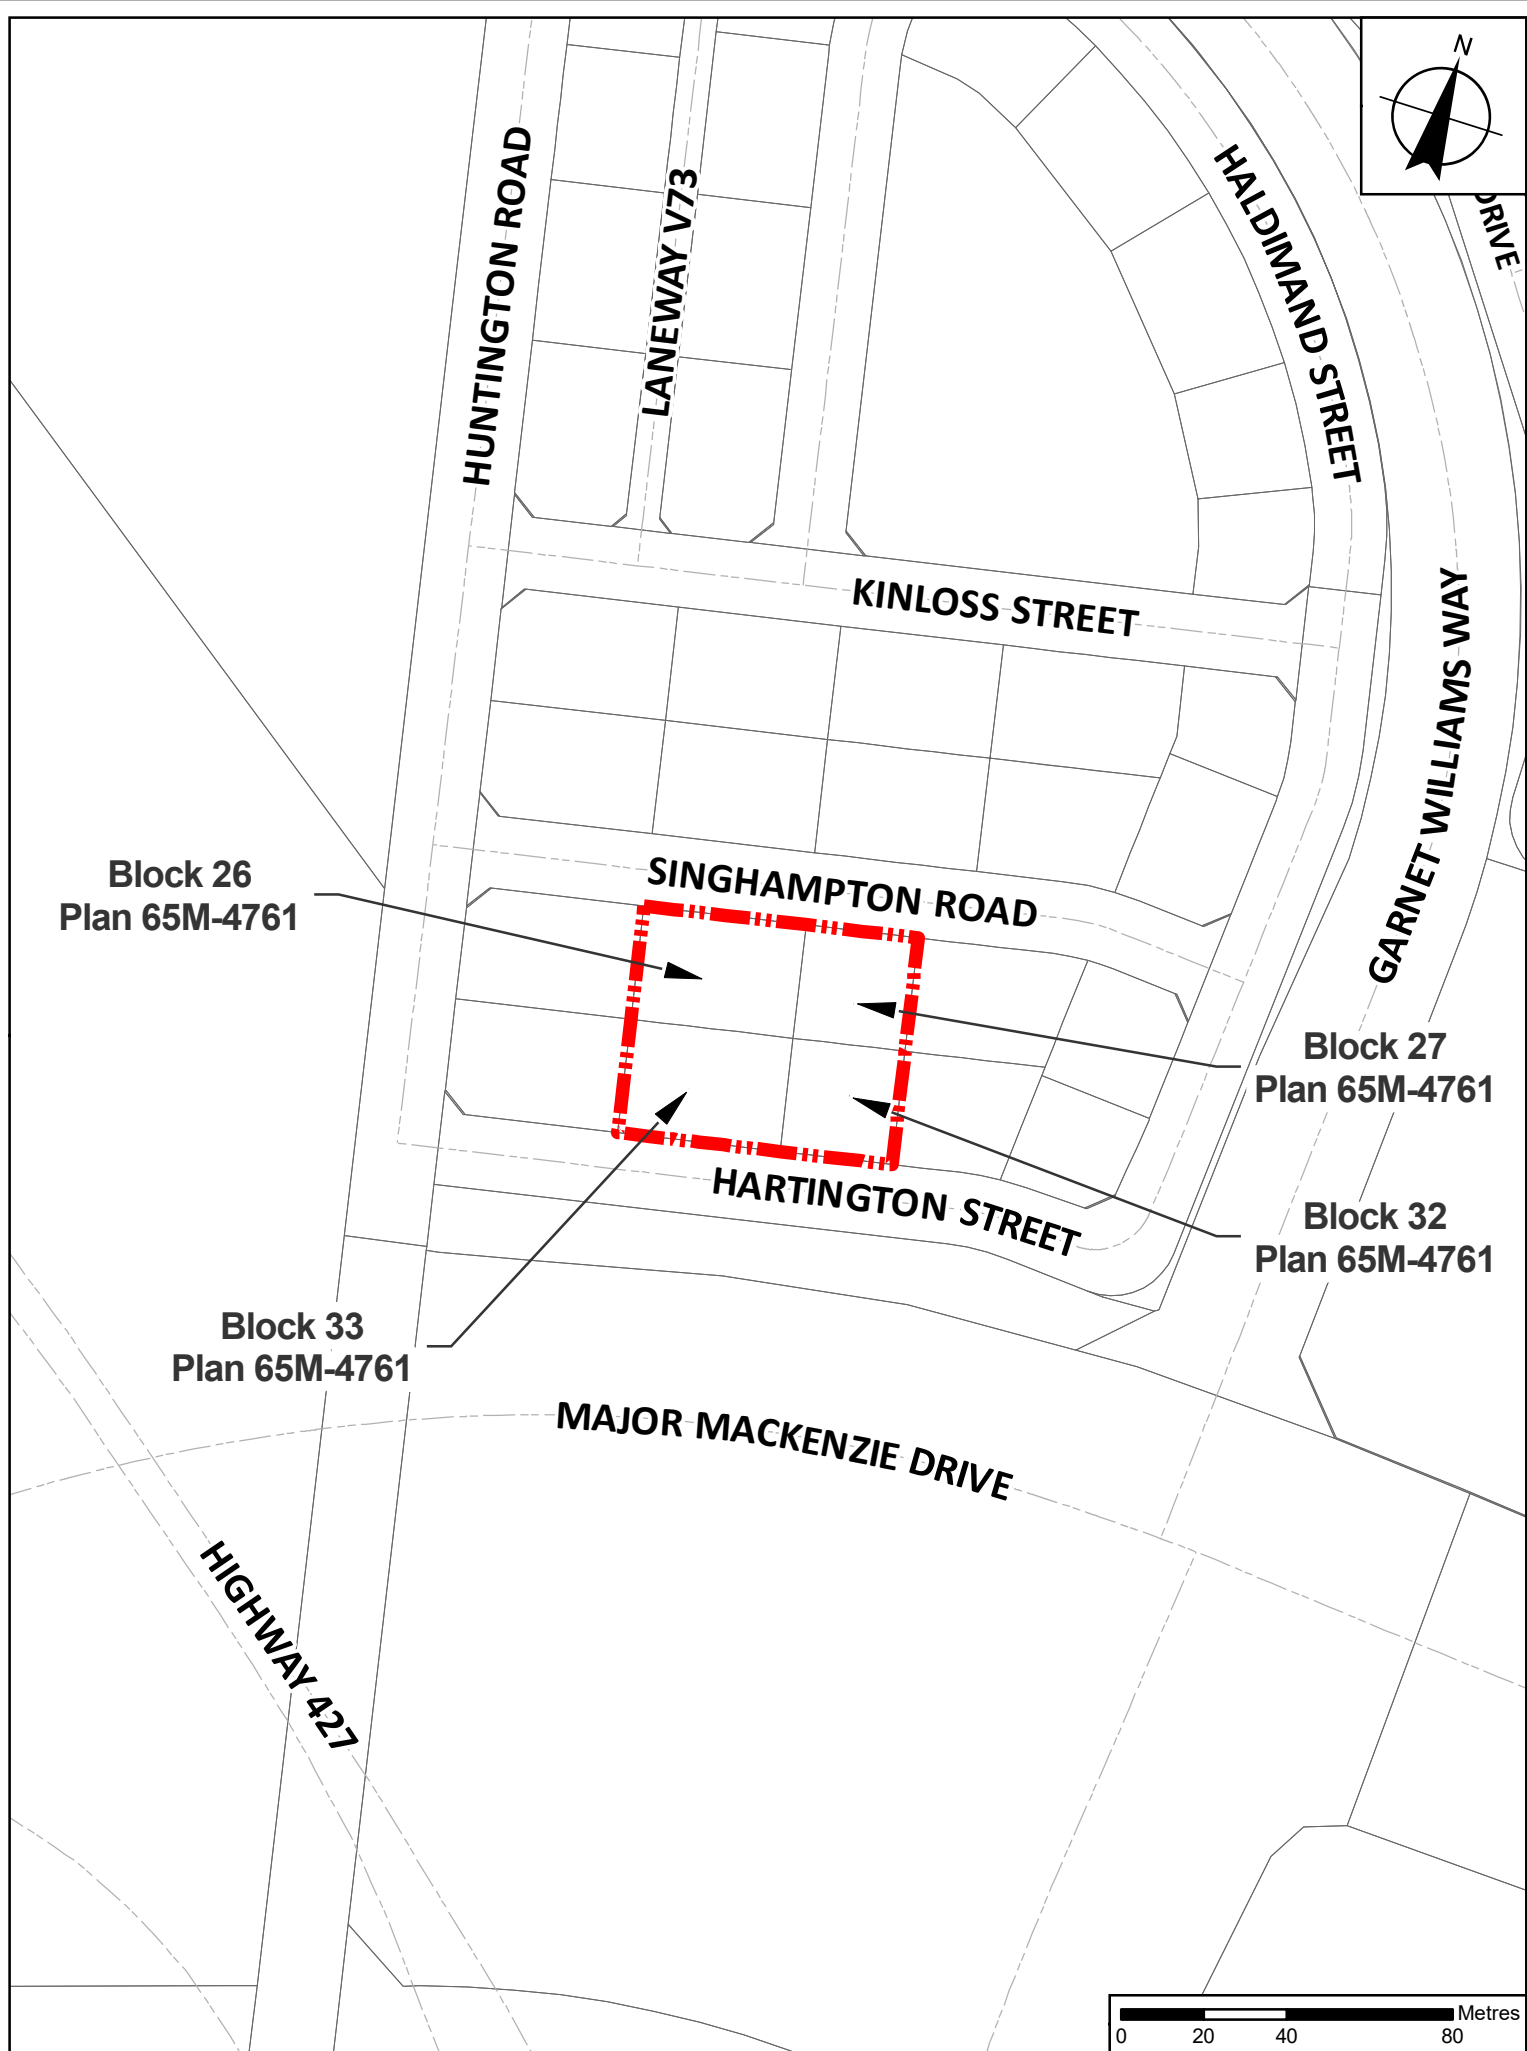 N
HUNTINGTON ROAD
LANEWAY V73
HALDIMAND STREET
DRIVE
KINLOSS STREET
GARNET WILLIAMS WAY
SINGHAMPTON ROAD
Block 26
Plan 65M-4761
Block 27
Plan 65M-4761
HARTINGTON STREET
Block 32
Plan 65M-4761
Block 33
Plan 65M-4761
MAJOR MACKENZIE DRIVE
HIGHWAY 427
Metres
0 20 40 80